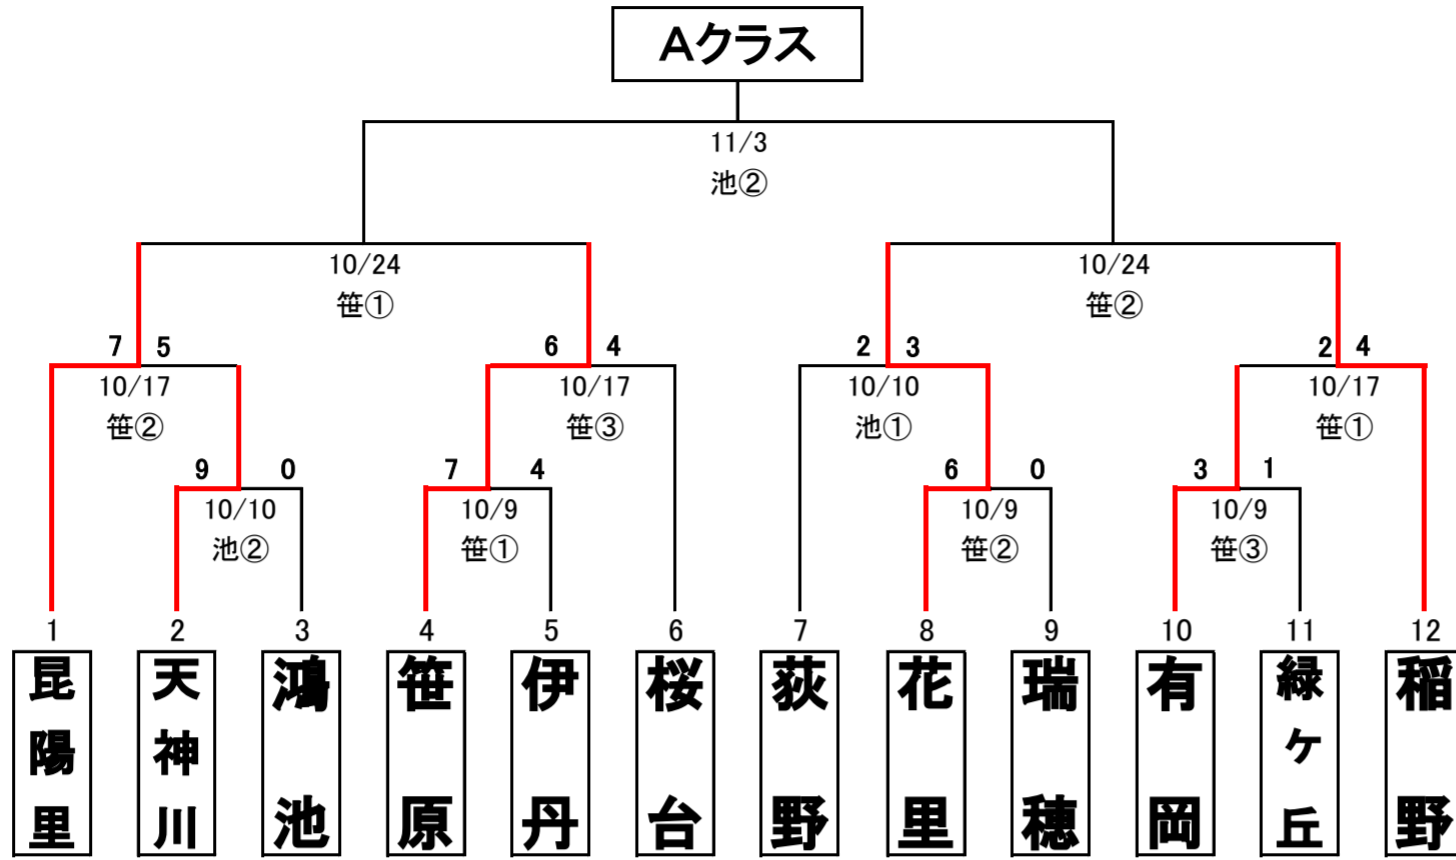 Aクラス
11/3
池②
10/24
笹①
10/24
笹②
7 5
6 4
2 3
2 4
10/17
笹②
10/17
笹③
10/10
池①
10/17
笹①
9 0
7 4
6 0
3 1
10/10
池②
10/9
笹①
10/9
笹②
10/9
笹③
1 2 3 4 5 6 7 8 9 10 11 12
昆陽里
天神川
鴻池
笹原
伊丹
桜台
荻野
花里
瑞穂
有岡
緑ヶ丘
稲野